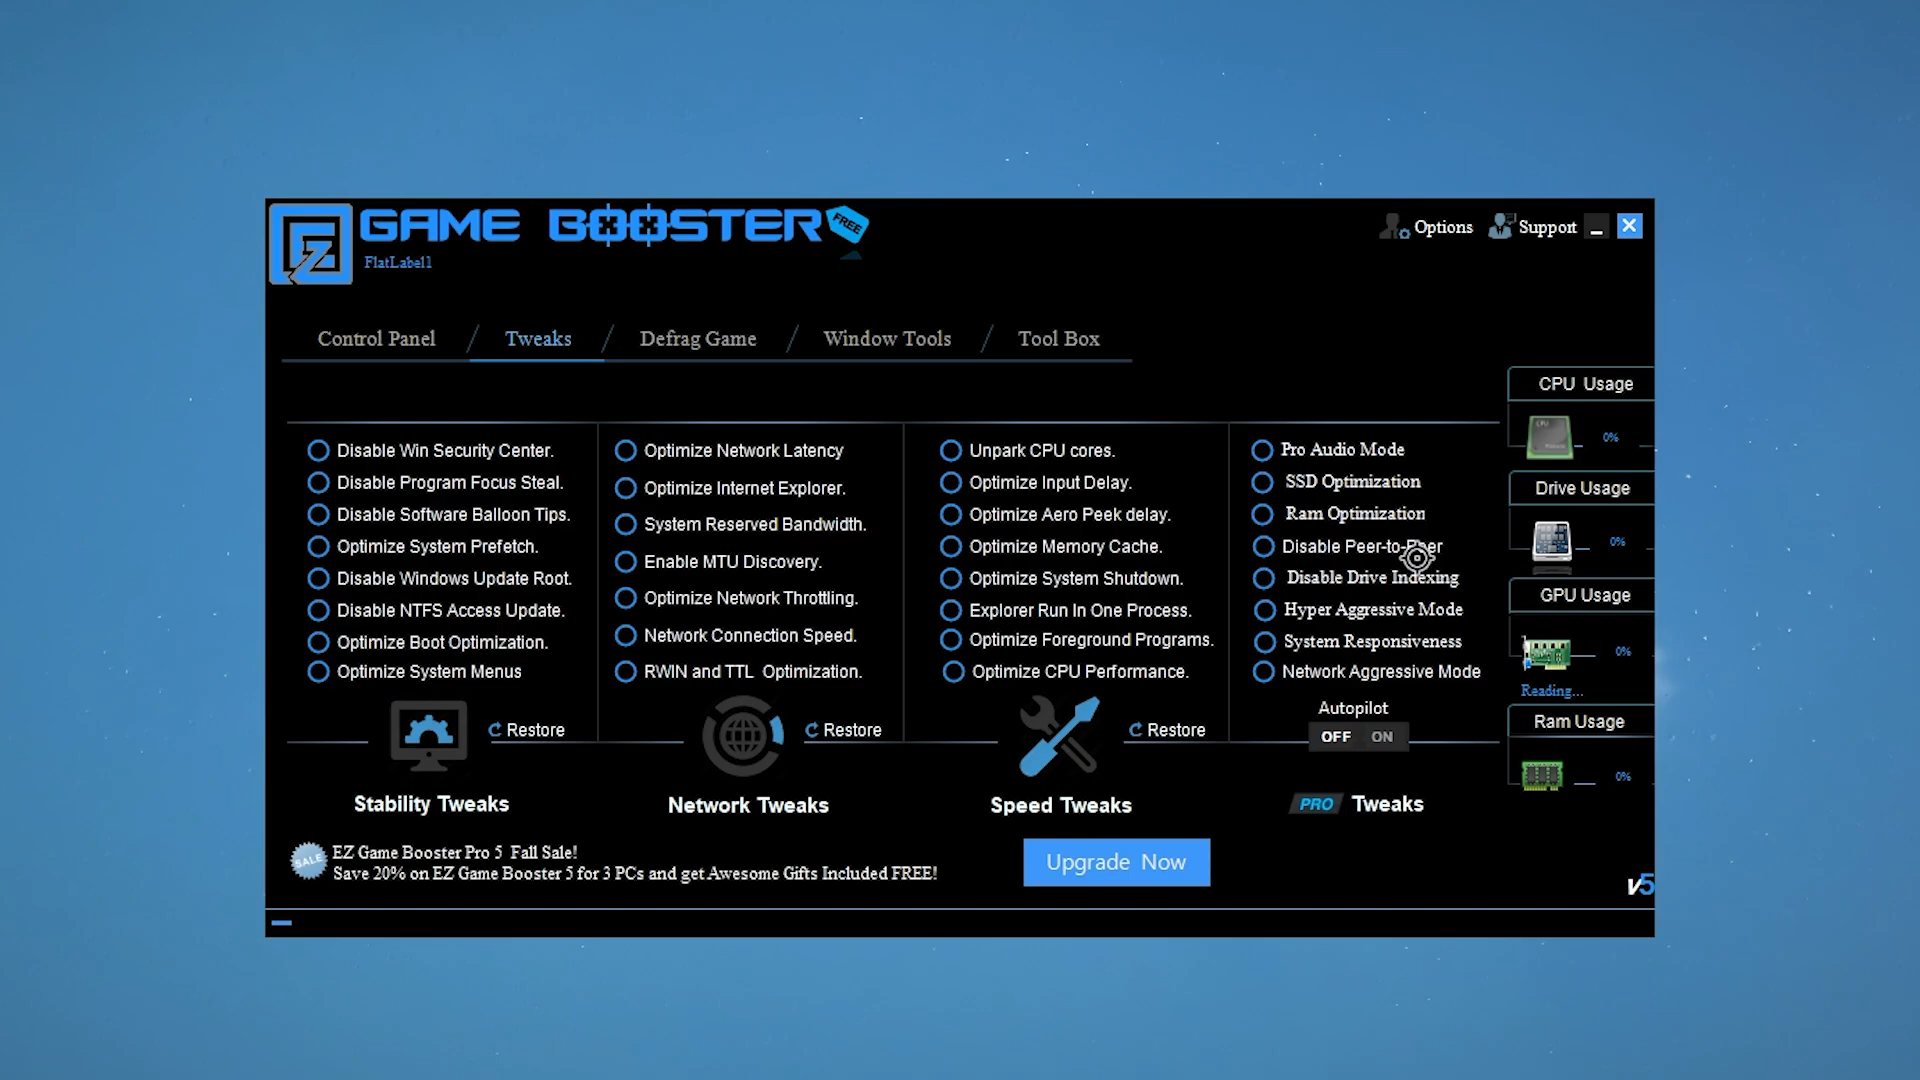 EZ GAME BOOSTER FREE
FlatLabel1
Options Support
Control Panel / Tweaks / Defrag Game / Window Tools / Tool Box
Disable Win Security Center.
Disable Program Focus Steal.
Disable Software Balloon Tips.
Optimize System Prefetch.
Disable Windows Update Root.
Disable NTFS Access Update.
Optimize Boot Optimization.
Optimize System Menus
Restore
Stability Tweaks
Optimize Network Latency
Optimize Internet Explorer.
System Reserved Bandwidth.
Enable MTU Discovery.
Optimize Network Throttling.
Network Connection Speed.
RWIN and TTL Optimization.
Restore
Network Tweaks
Unpark CPU cores.
Optimize Input Delay.
Optimize Aero Peek delay.
Optimize Memory Cache.
Optimize System Shutdown.
Explorer Run In One Process.
Optimize Foreground Programs.
Optimize CPU Performance.
Restore
Speed Tweaks
Pro Audio Mode
SSD Optimization
Ram Optimization
Disable Peer-to-Peer
Disable Drive Indexing
Hyper Aggressive Mode
System Responsiveness
Network Aggressive Mode
Autopilot
OFF ON
PRO Tweaks
CPU Usage
CPU
0%
Drive Usage
0%
GPU Usage
0%
Reading...
Ram Usage
0%
SALE
EZ Game Booster Pro 5 Fall Sale!
Save 20% on EZ Game Booster 5 for 3 PCs and get Awesome Gifts Included FREE!
Upgrade Now
v5